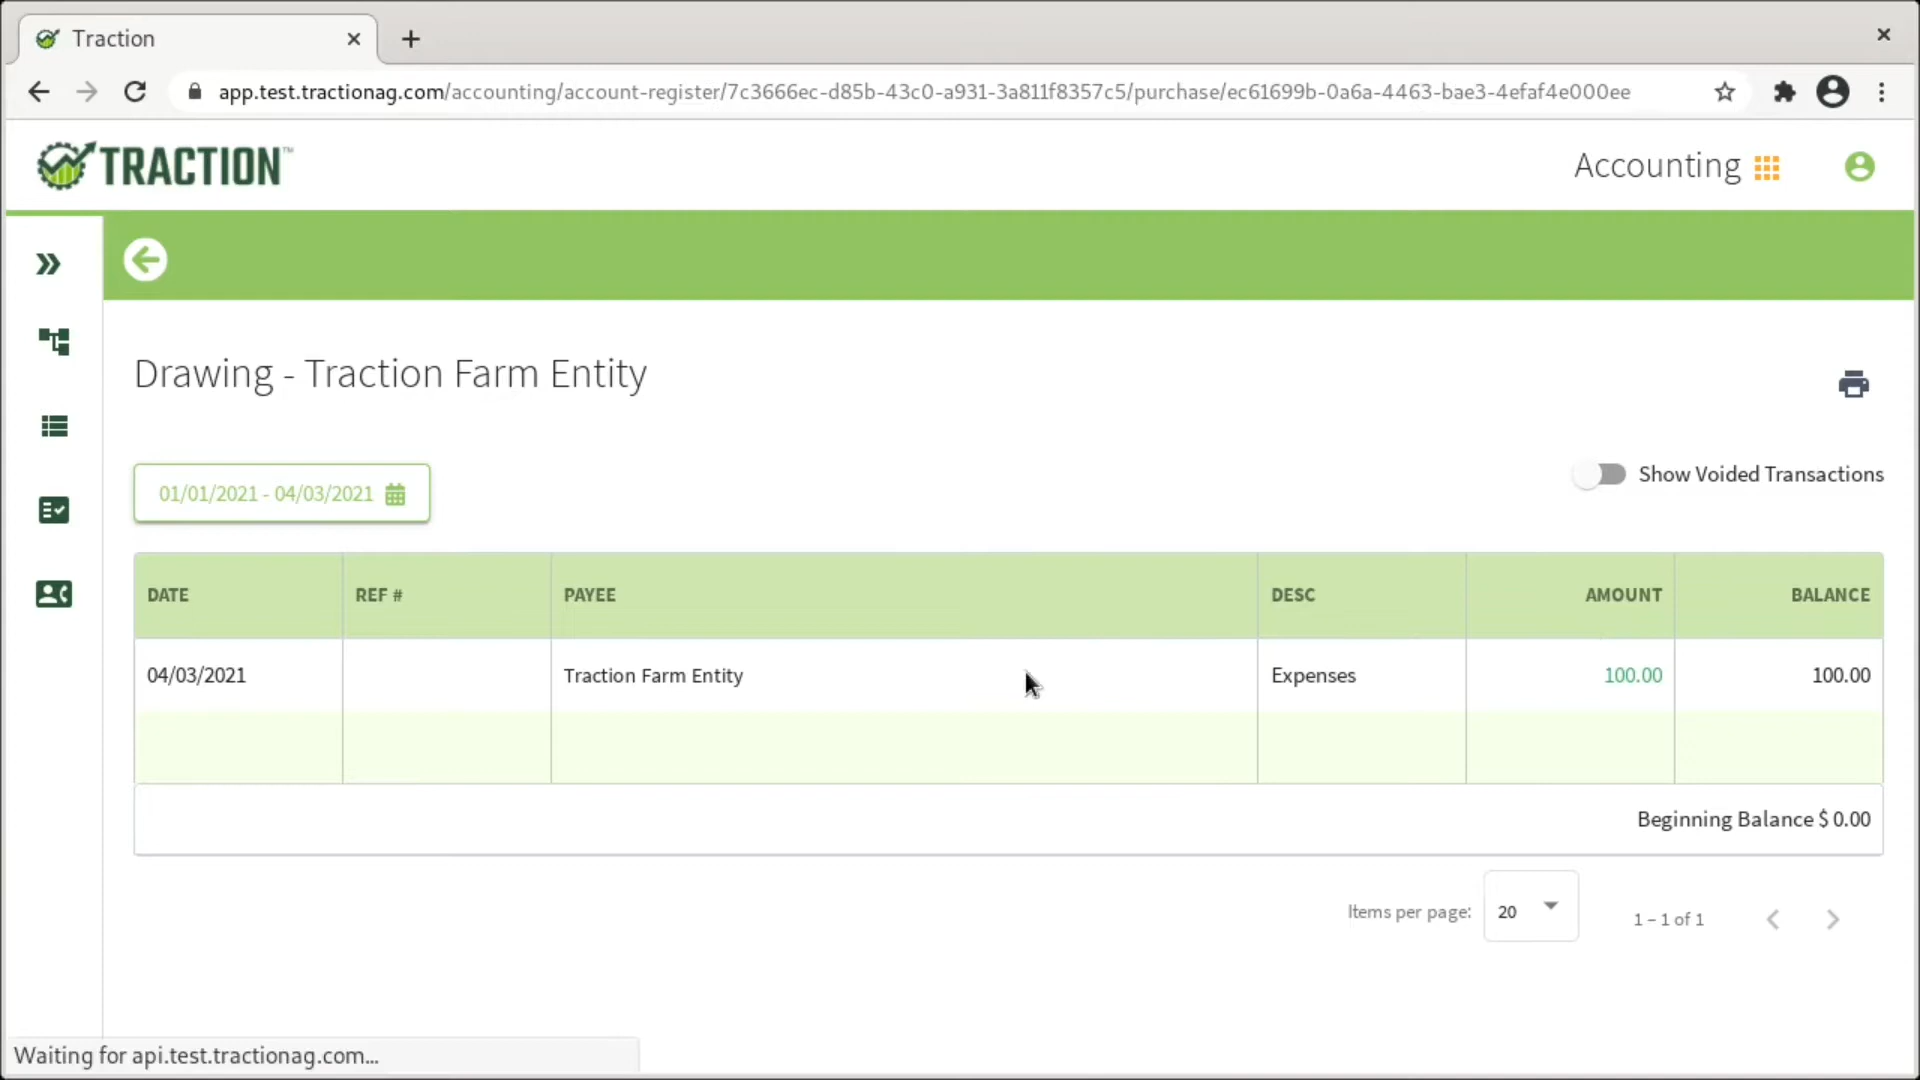 Traction
app.test.tractionag.com/accounting/account-register/7c3666ec-d85b-43c0-a931-3a811f8357c5/purchase/ec61699b-0a6a-4463-bae3-4efaf4e000ee
TRACTION™
Accounting
Drawing - Traction Farm Entity
01/01/2021 - 04/03/2021
Show Voided Transactions
DATE REF # PAYEE DESC AMOUNT BALANCE
04/03/2021 Traction Farm Entity Expenses 100.00 100.00
Beginning Balance $ 0.00
Items per page: 20 1 – 1 of 1
Waiting for api.test.tractionag.com...